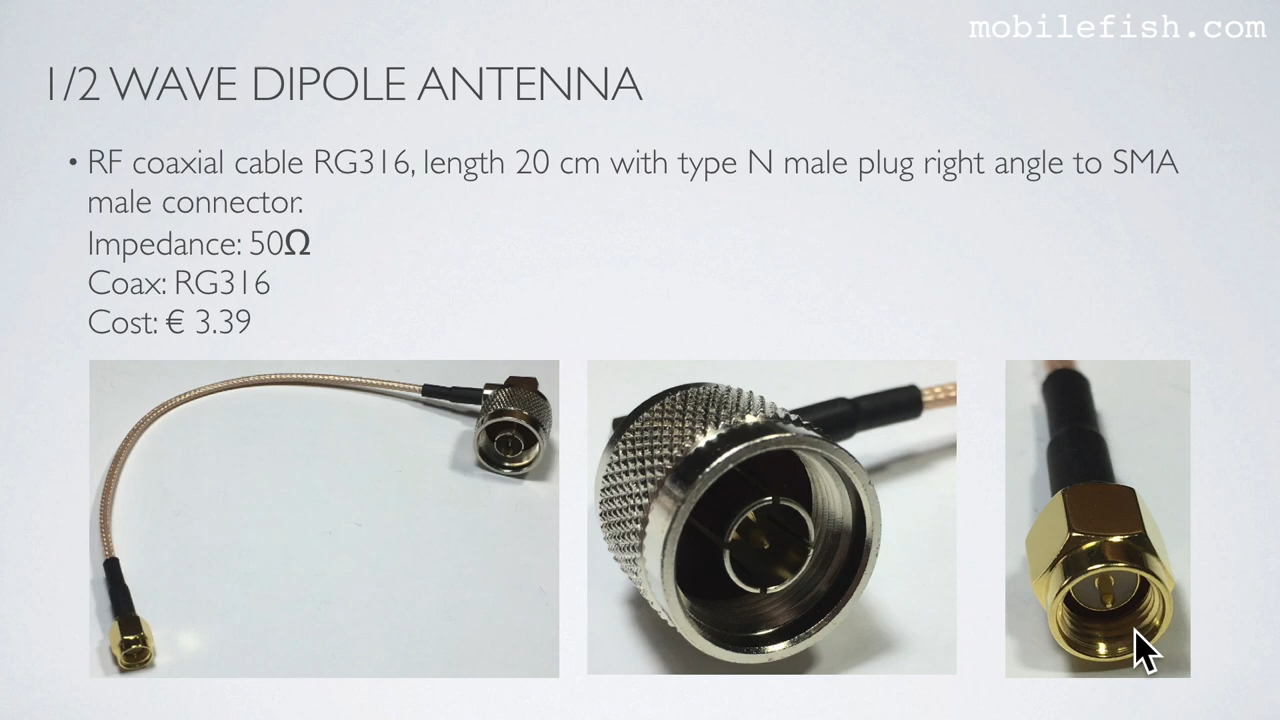 mobilefish.com
1/2 WAVE DIPOLE ANTENNA
• RF coaxial cable RG316, length 20 cm with type N male plug right angle to SMA
male connector.
Impedance: 50Ω
Coax: RG316
Cost: € 3.39